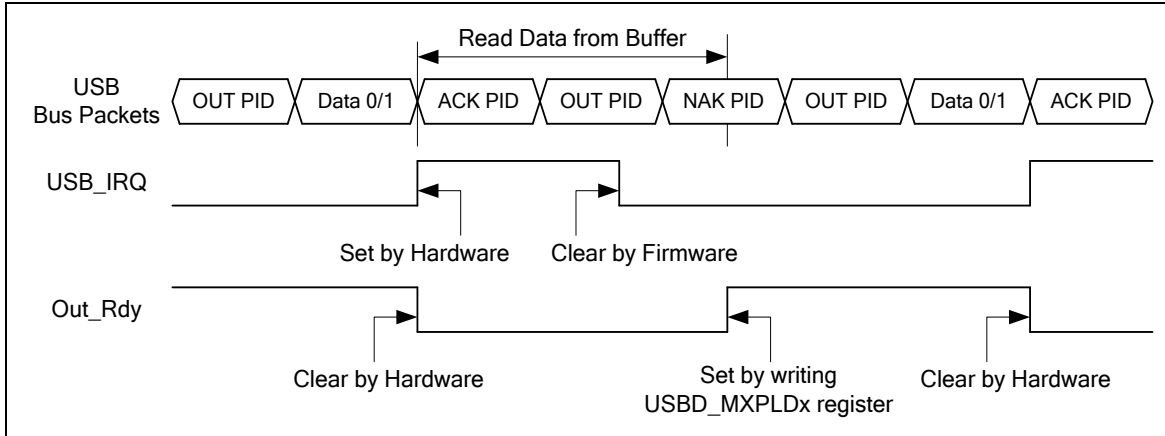 Read Data from Buffer
USB
Bus Packets
OUT PID Data 0/1 ACK PID OUT PID NAK PID OUT PID Data 0/1 ACK PID
USB_IRQ
Set by Hardware Clear by Firmware
Out_Rdy
Clear by Hardware Set by writing Clear by Hardware
USBD_MXPLDx register